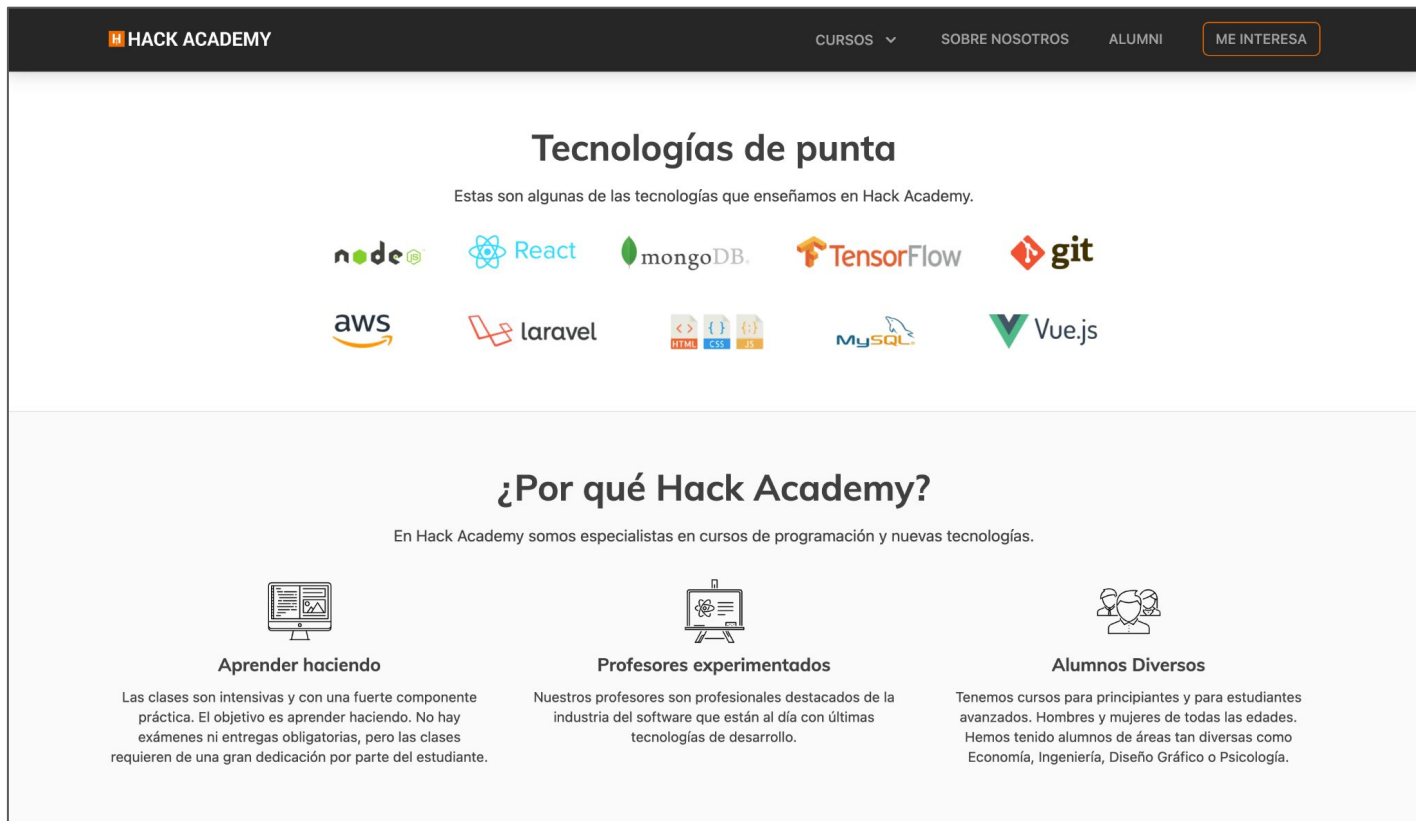 HACK ACADEMY
CURSOS SOBRE NOSOTROS ALUMNI ME INTERESA
Tecnologías de punta
Estas son algunas de las tecnologías que enseñamos en Hack Academy.
node JS React mongoDB. TensorFlow git
aws laravel HTML CSS JS MySQL Vue.js
¿Por qué Hack Academy?
En Hack Academy somos especialistas en cursos de programación y nuevas tecnologías.
Aprender haciendo
Las clases son intensivas y con una fuerte componente
práctica. El objetivo es aprender haciendo. No hay
exámenes ni entregas obligatorias, pero las clases
requieren de una gran dedicación por parte del estudiante.
Profesores experimentados
Nuestros profesores son profesionales destacados de la
industria del software que están al día con últimas
tecnologías de desarrollo.
Alumnos Diversos
Tenemos cursos para principiantes y para estudiantes
avanzados. Hombres y mujeres de todas las edades.
Hemos tenido alumnos de áreas tan diversas como
Economía, Ingeniería, Diseño Gráfico o Psicología.